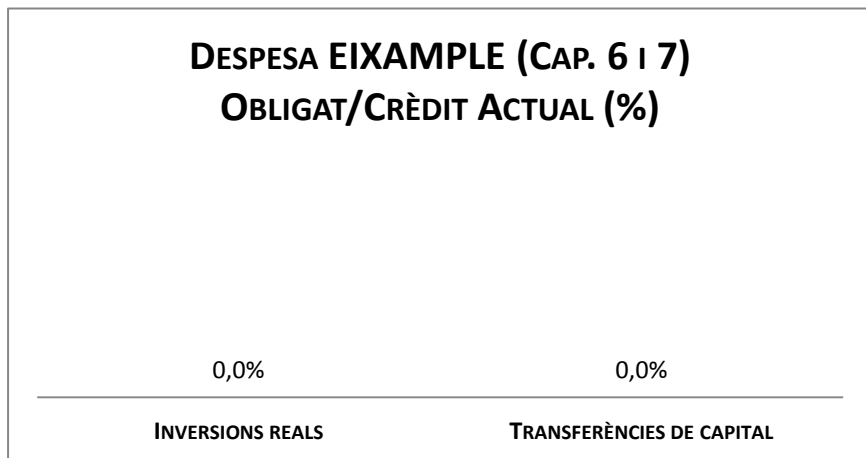 DESPESA EIXAMPLE (CAP. 6 I 7)
OBLIGAT/CRÈDIT ACTUAL (%)
0,0% 0,0%
INVERSIONS REALS TRANSFERÈNCIES DE CAPITAL